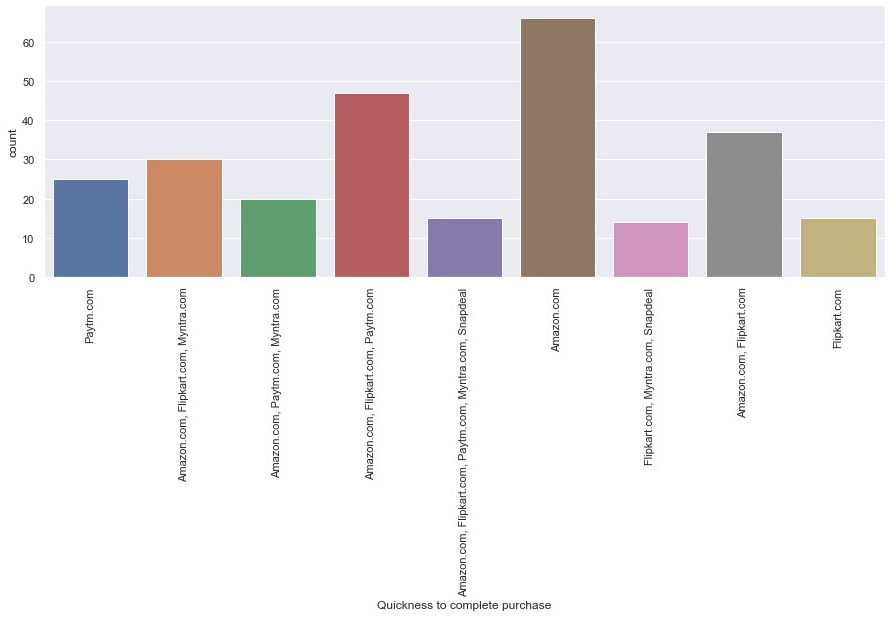 count
60
50
40
30
20
10
0
Paytm.com
Amazon.com, Flipkart.com, Myntra.com
Amazon.com, Paytm.com, Myntra.com
Amazon.com, Flipkart.com, Paytm.com
Amazon.com, Flipkart.com, Paytm.com, Myntra.com, Snapdeal
Amazon.com
Flipkart.com, Myntra.com, Snapdeal
Amazon.com, Flipkart.com
Flipkart.com
Quickness to complete purchase